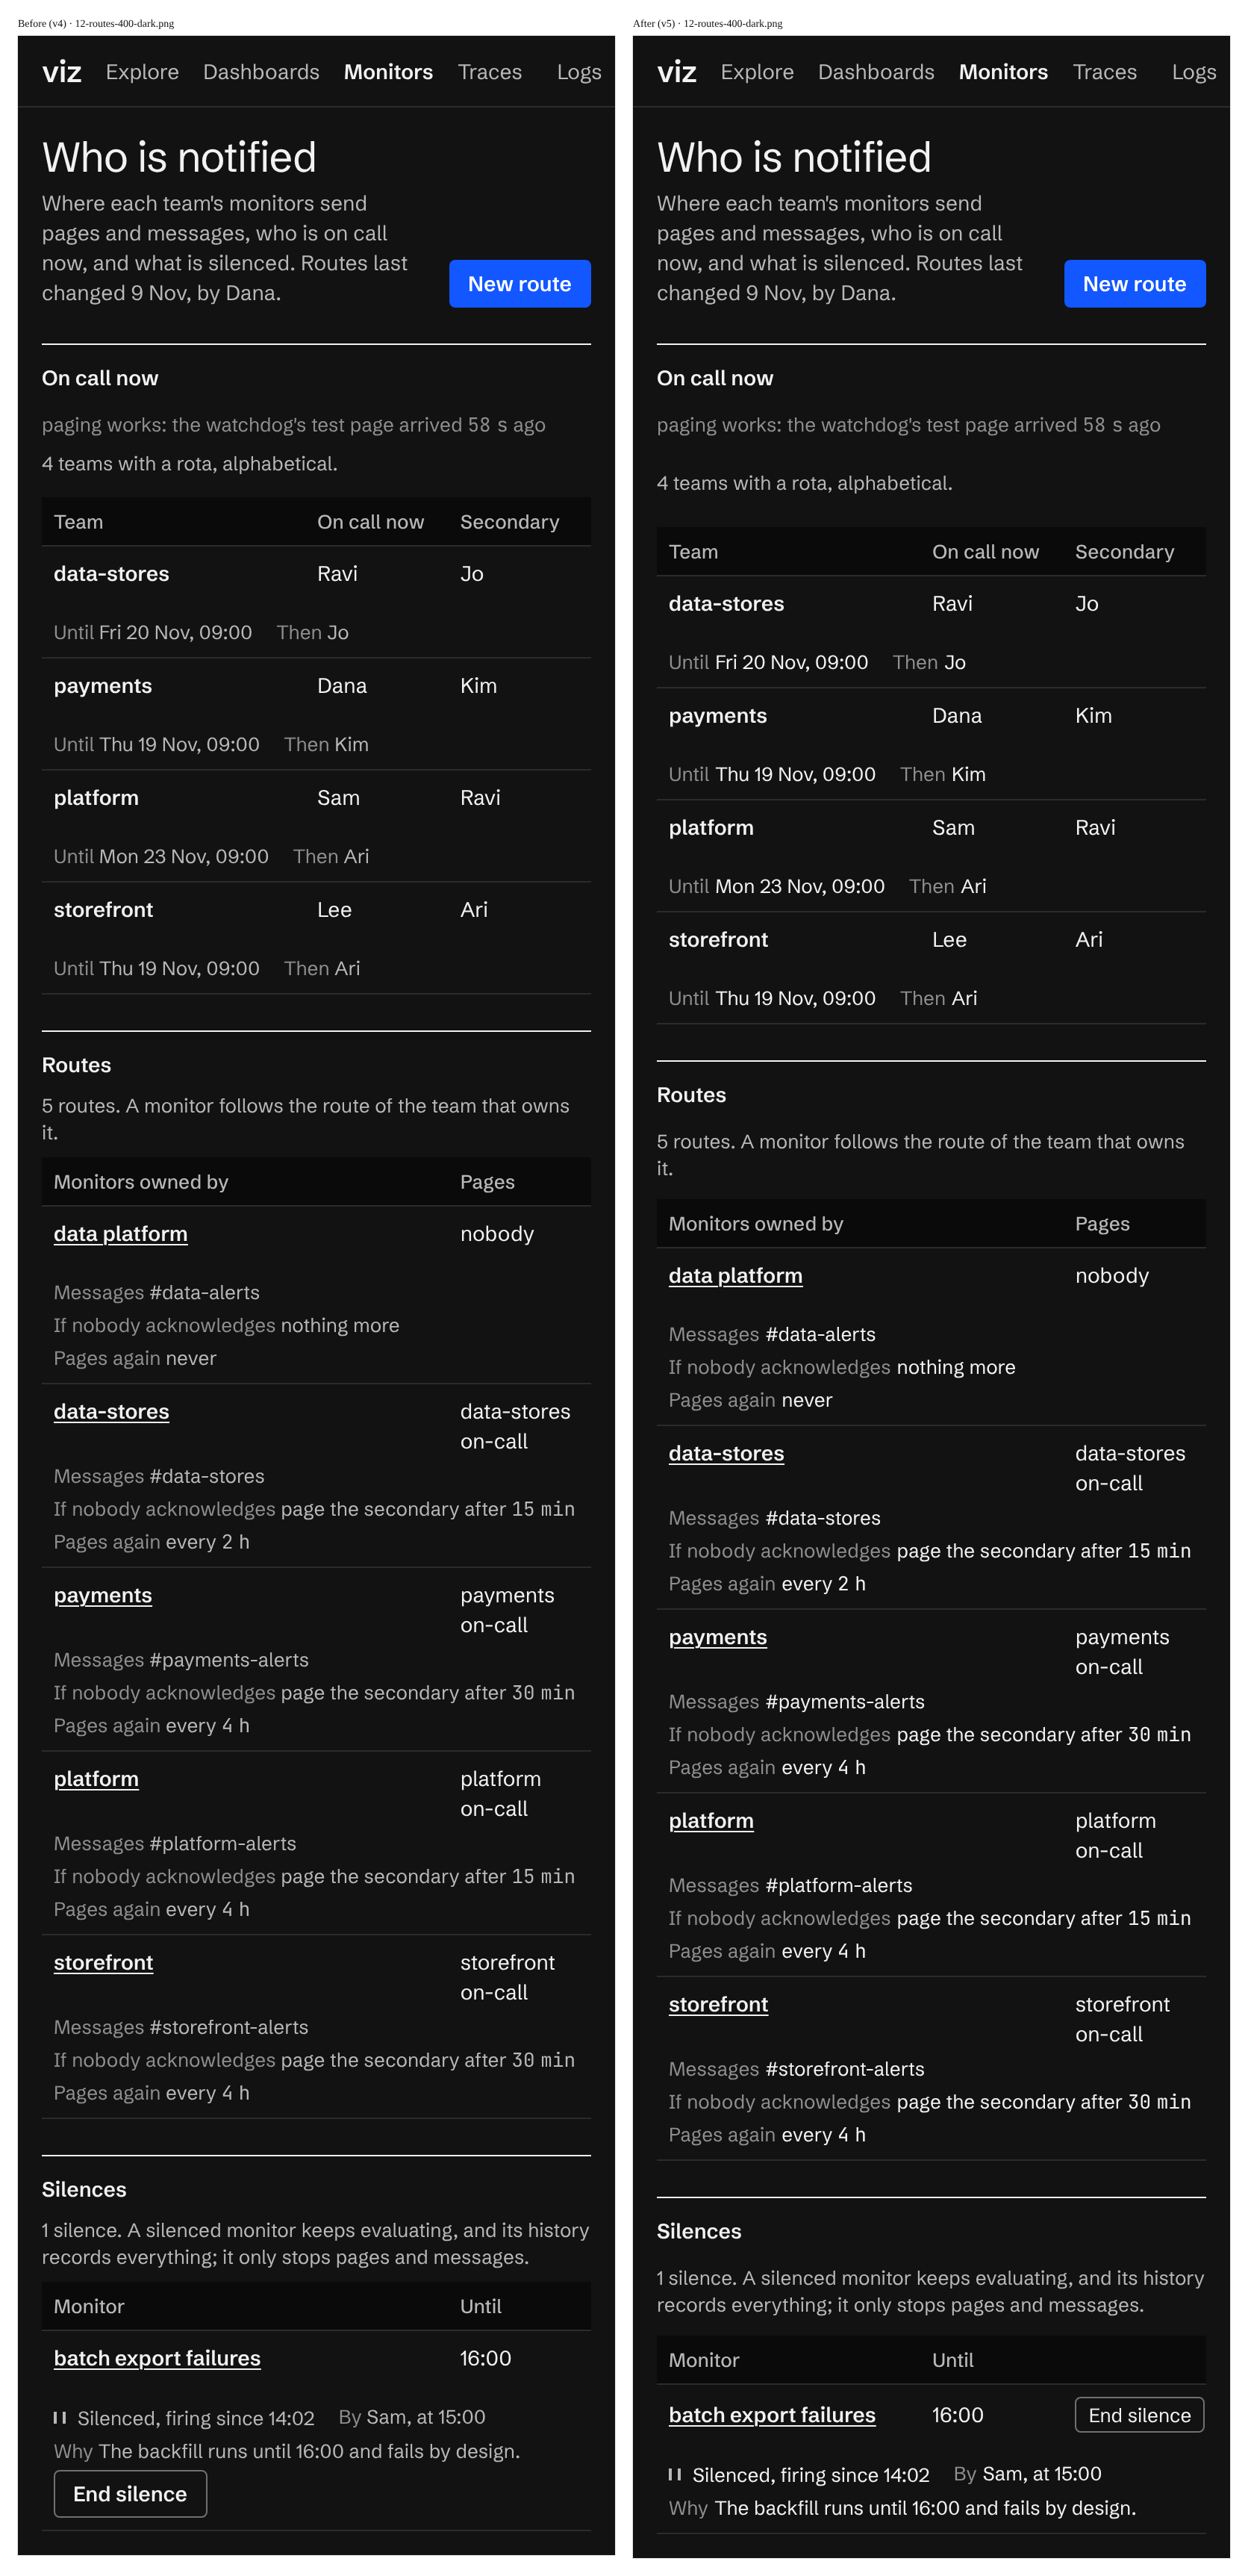 Before (v4) · 12-routes-400-dark.png
viz Explore Dashboards Monitors Traces Logs
Who is notified
Where each team's monitors send
pages and messages, who is on call
now, and what is silenced. Routes last
changed 9 Nov, by Dana.
New route
On call now
paging works: the watchdog's test page arrived 58 s ago
4 teams with a rota, alphabetical.
Team On call now Secondary
data-stores Ravi Jo
Until Fri 20 Nov, 09:00 Then Jo
payments Dana Kim
Until Thu 19 Nov, 09:00 Then Kim
platform Sam Ravi
Until Mon 23 Nov, 09:00 Then Ari
storefront Lee Ari
Until Thu 19 Nov, 09:00 Then Ari
Routes
5 routes. A monitor follows the route of the team that owns
it.
Monitors owned by Pages
data platform nobody
Messages #data-alerts
If nobody acknowledges nothing more
Pages again never
data-stores data-stores
on-call
Messages #data-stores
If nobody acknowledges page the secondary after 15 min
Pages again every 2 h
payments payments
on-call
Messages #payments-alerts
If nobody acknowledges page the secondary after 30 min
Pages again every 4 h
platform platform
on-call
Messages #platform-alerts
If nobody acknowledges page the secondary after 15 min
Pages again every 4 h
storefront storefront
on-call
Messages #storefront-alerts
If nobody acknowledges page the secondary after 30 min
Pages again every 4 h
Silences
1 silence. A silenced monitor keeps evaluating, and its history
records everything; it only stops pages and messages.
Monitor Until
batch export failures 16:00
Silenced, firing since 14:02 By Sam, at 15:00
Why The backfill runs until 16:00 and fails by design.
End silence
After (v5) · 12-routes-400-dark.png
viz Explore Dashboards Monitors Traces Logs
Who is notified
Where each team's monitors send
pages and messages, who is on call
now, and what is silenced. Routes last
changed 9 Nov, by Dana.
New route
On call now
paging works: the watchdog's test page arrived 58 s ago
4 teams with a rota, alphabetical.
Team On call now Secondary
data-stores Ravi Jo
Until Fri 20 Nov, 09:00 Then Jo
payments Dana Kim
Until Thu 19 Nov, 09:00 Then Kim
platform Sam Ravi
Until Mon 23 Nov, 09:00 Then Ari
storefront Lee Ari
Until Thu 19 Nov, 09:00 Then Ari
Routes
5 routes. A monitor follows the route of the team that owns
it.
Monitors owned by Pages
data platform nobody
Messages #data-alerts
If nobody acknowledges nothing more
Pages again never
data-stores data-stores
on-call
Messages #data-stores
If nobody acknowledges page the secondary after 15 min
Pages again every 2 h
payments payments
on-call
Messages #payments-alerts
If nobody acknowledges page the secondary after 30 min
Pages again every 4 h
platform platform
on-call
Messages #platform-alerts
If nobody acknowledges page the secondary after 15 min
Pages again every 4 h
storefront storefront
on-call
Messages #storefront-alerts
If nobody acknowledges page the secondary after 30 min
Pages again every 4 h
Silences
1 silence. A silenced monitor keeps evaluating, and its history
records everything; it only stops pages and messages.
Monitor Until
batch export failures 16:00 End silence
Silenced, firing since 14:02 By Sam, at 15:00
Why The backfill runs until 16:00 and fails by design.